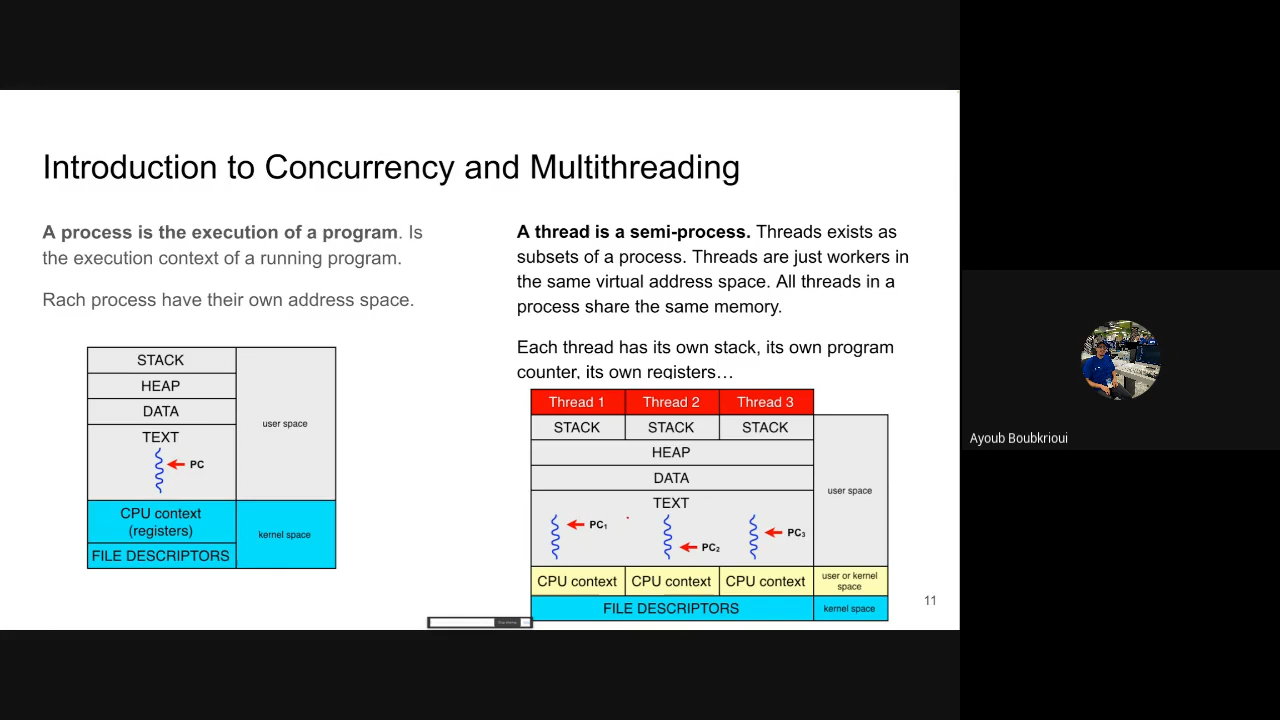 Introduction to Concurrency and Multithreading
A process is the execution of a program. Is
the execution context of a running program.
Rach process have their own address space.
STACK
HEAP
DATA
TEXT
PC
user space
CPU context
(registers)
kernel space
FILE DESCRIPTORS
A thread is a semi-process. Threads exists as
subsets of a process. Threads are just workers in
the same virtual address space. All threads in a
process share the same memory.
Each thread has its own stack, its own program
counter, its own registers…
Thread 1 Thread 2 Thread 3
STACK STACK STACK
HEAP
DATA
TEXT
user space
PC1 PC2 PC3
CPU context CPU context CPU context
user or kernel
space
FILE DESCRIPTORS
kernel space
11
Ayoub Boubkrioui